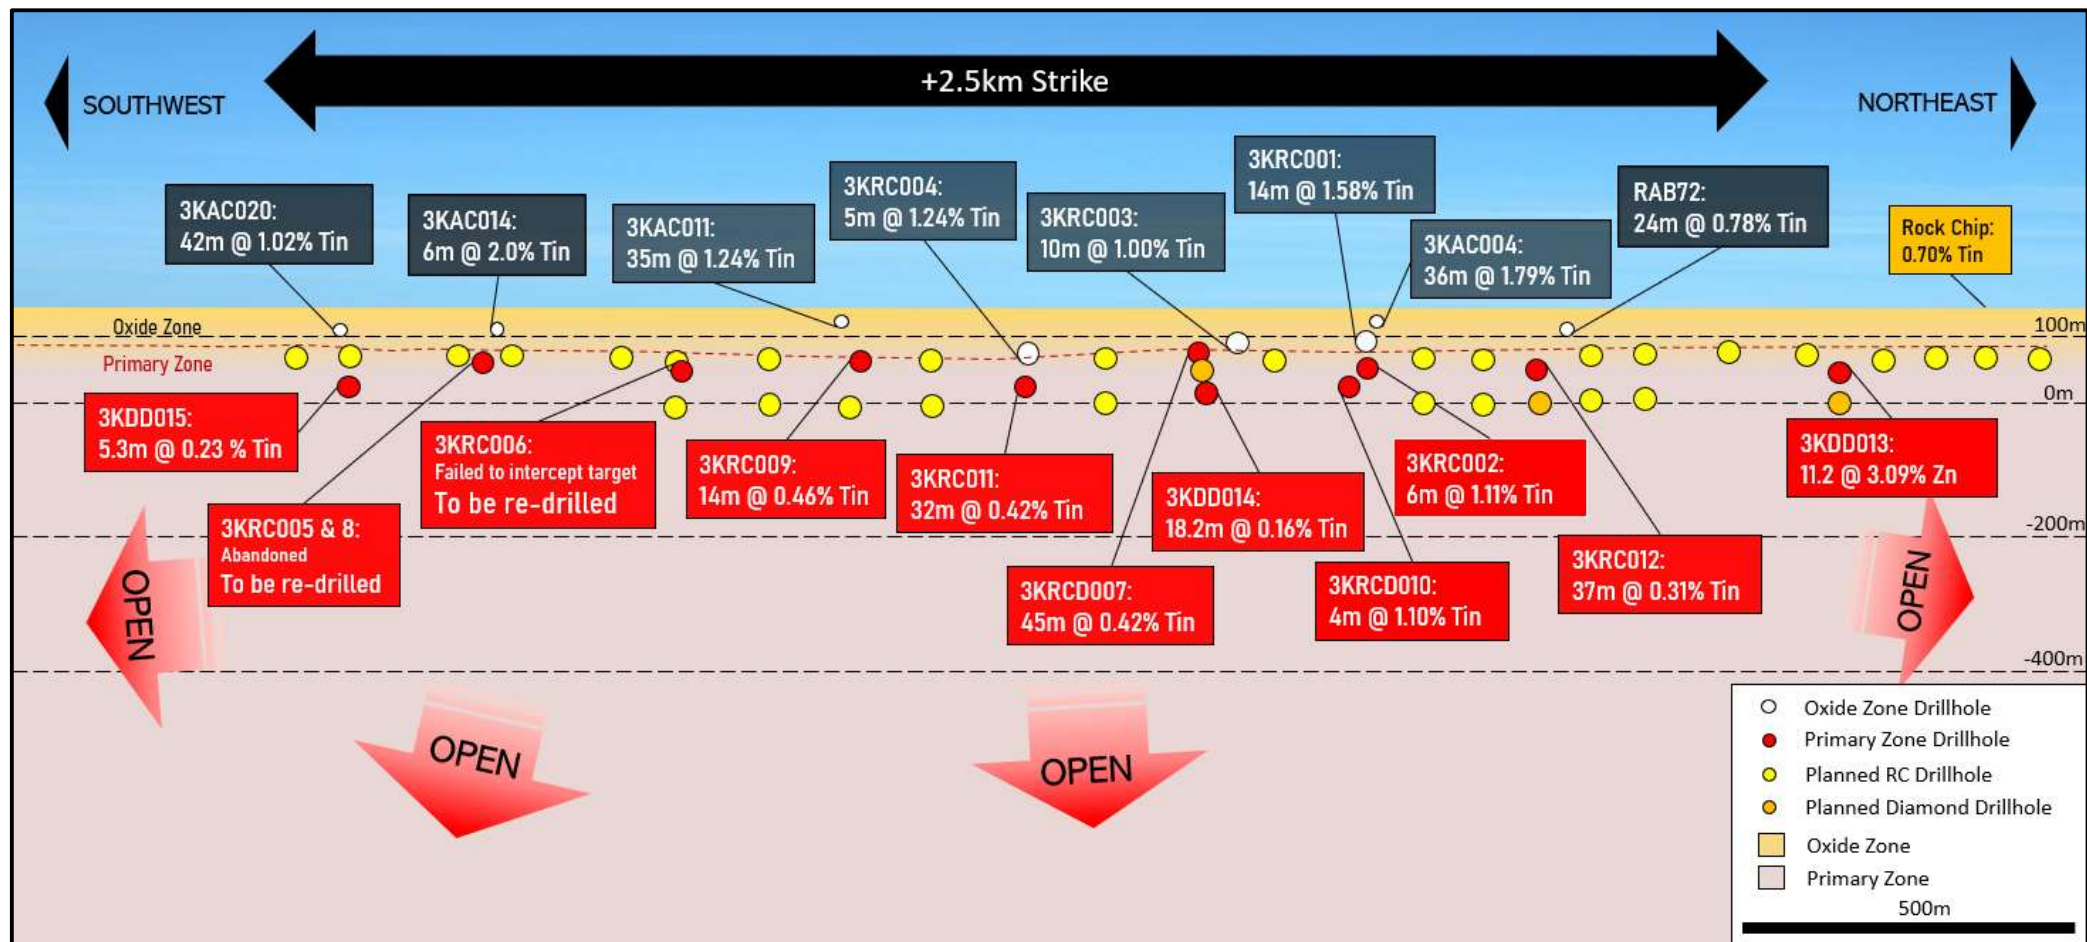 +2.5km Strike
SOUTHWEST
NORTHEAST
3KAC020:
42m @ 1.02% Tin
3KAC014:
6m @ 2.0% Tin
3KAC011:
35m @ 1.24% Tin
3KRC004:
5m @ 1.24% Tin
3KRC003:
10m @ 1.00% Tin
3KRC001:
14m @ 1.58% Tin
3KAC004:
36m @ 1.79% Tin
RAB72:
24m @ 0.78% Tin
Rock Chip:
0.70% Tin
Oxide Zone
100m
Primary Zone
0m
3KDD015:
5.3m @ 0.23 % Tin
3KRC005 & 8:
Abandoned
To be re-drilled
3KRC006:
Failed to intercept target
To be re-drilled
3KRC009:
14m @ 0.46% Tin
3KRC011:
32m @ 0.42% Tin
3KRCD007:
45m @ 0.42% Tin
3KDD014:
18.2m @ 0.16% Tin
3KRCD010:
4m @ 1.10% Tin
3KRC002:
6m @ 1.11% Tin
3KRC012:
37m @ 0.31% Tin
3KDD013:
11.2 @ 3.09% Zn
-200m
-400m
OPEN
OPEN
OPEN
OPEN
Oxide Zone Drillhole
Primary Zone Drillhole
Planned RC Drillhole
Planned Diamond Drillhole
Oxide Zone
Primary Zone
500m